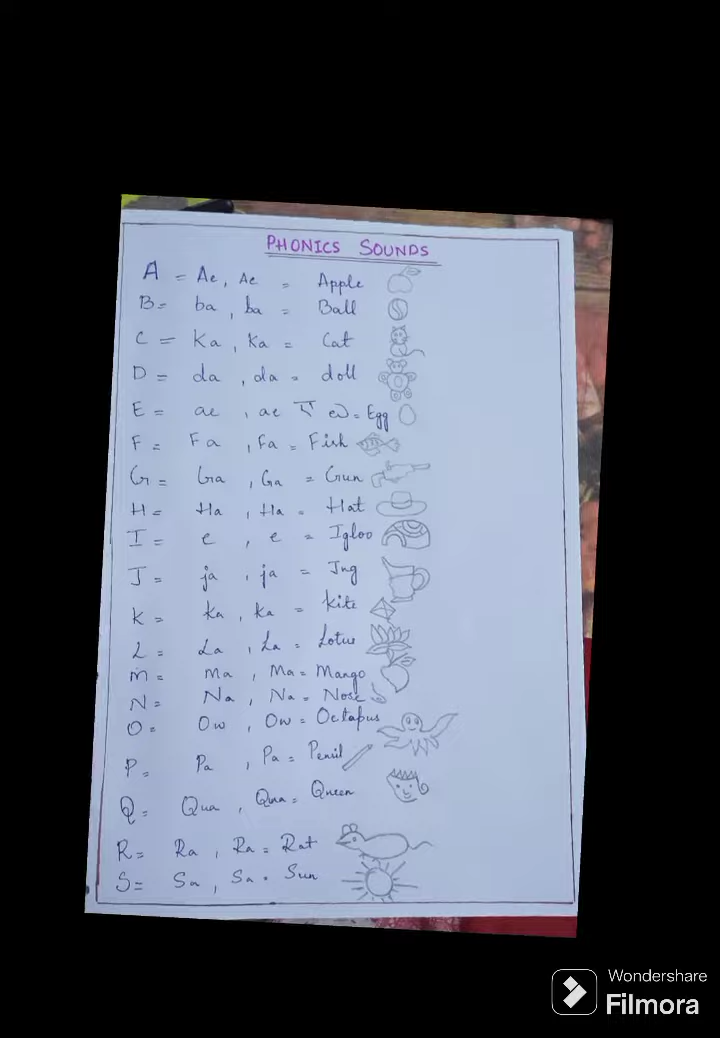 PHONICS SOUNDS
A = Ae, Ae = Apple
B= ba, ba = Ball
C = Ka, Ka = Cat
D = da, da = doll
E = ae, ae = Egg
F = Fa, Fa = Fish
G = Ga, Ga = Gun
H = Ha, Ha = Hat
I = e, e = Igloo
J = ja, ja = Jug
K = ka, ka = kite
L = La, La = Lotus
M = Ma, Ma = Mango
N = Na, Na = Nose
O = Ow, Ow = Octapus
P = Pa, Pa = Pencil
Q = Qua, Qua = Queen
R = Ra, Ra = Rat
S = Sa, Sa = Sun
Wondershare
Filmora